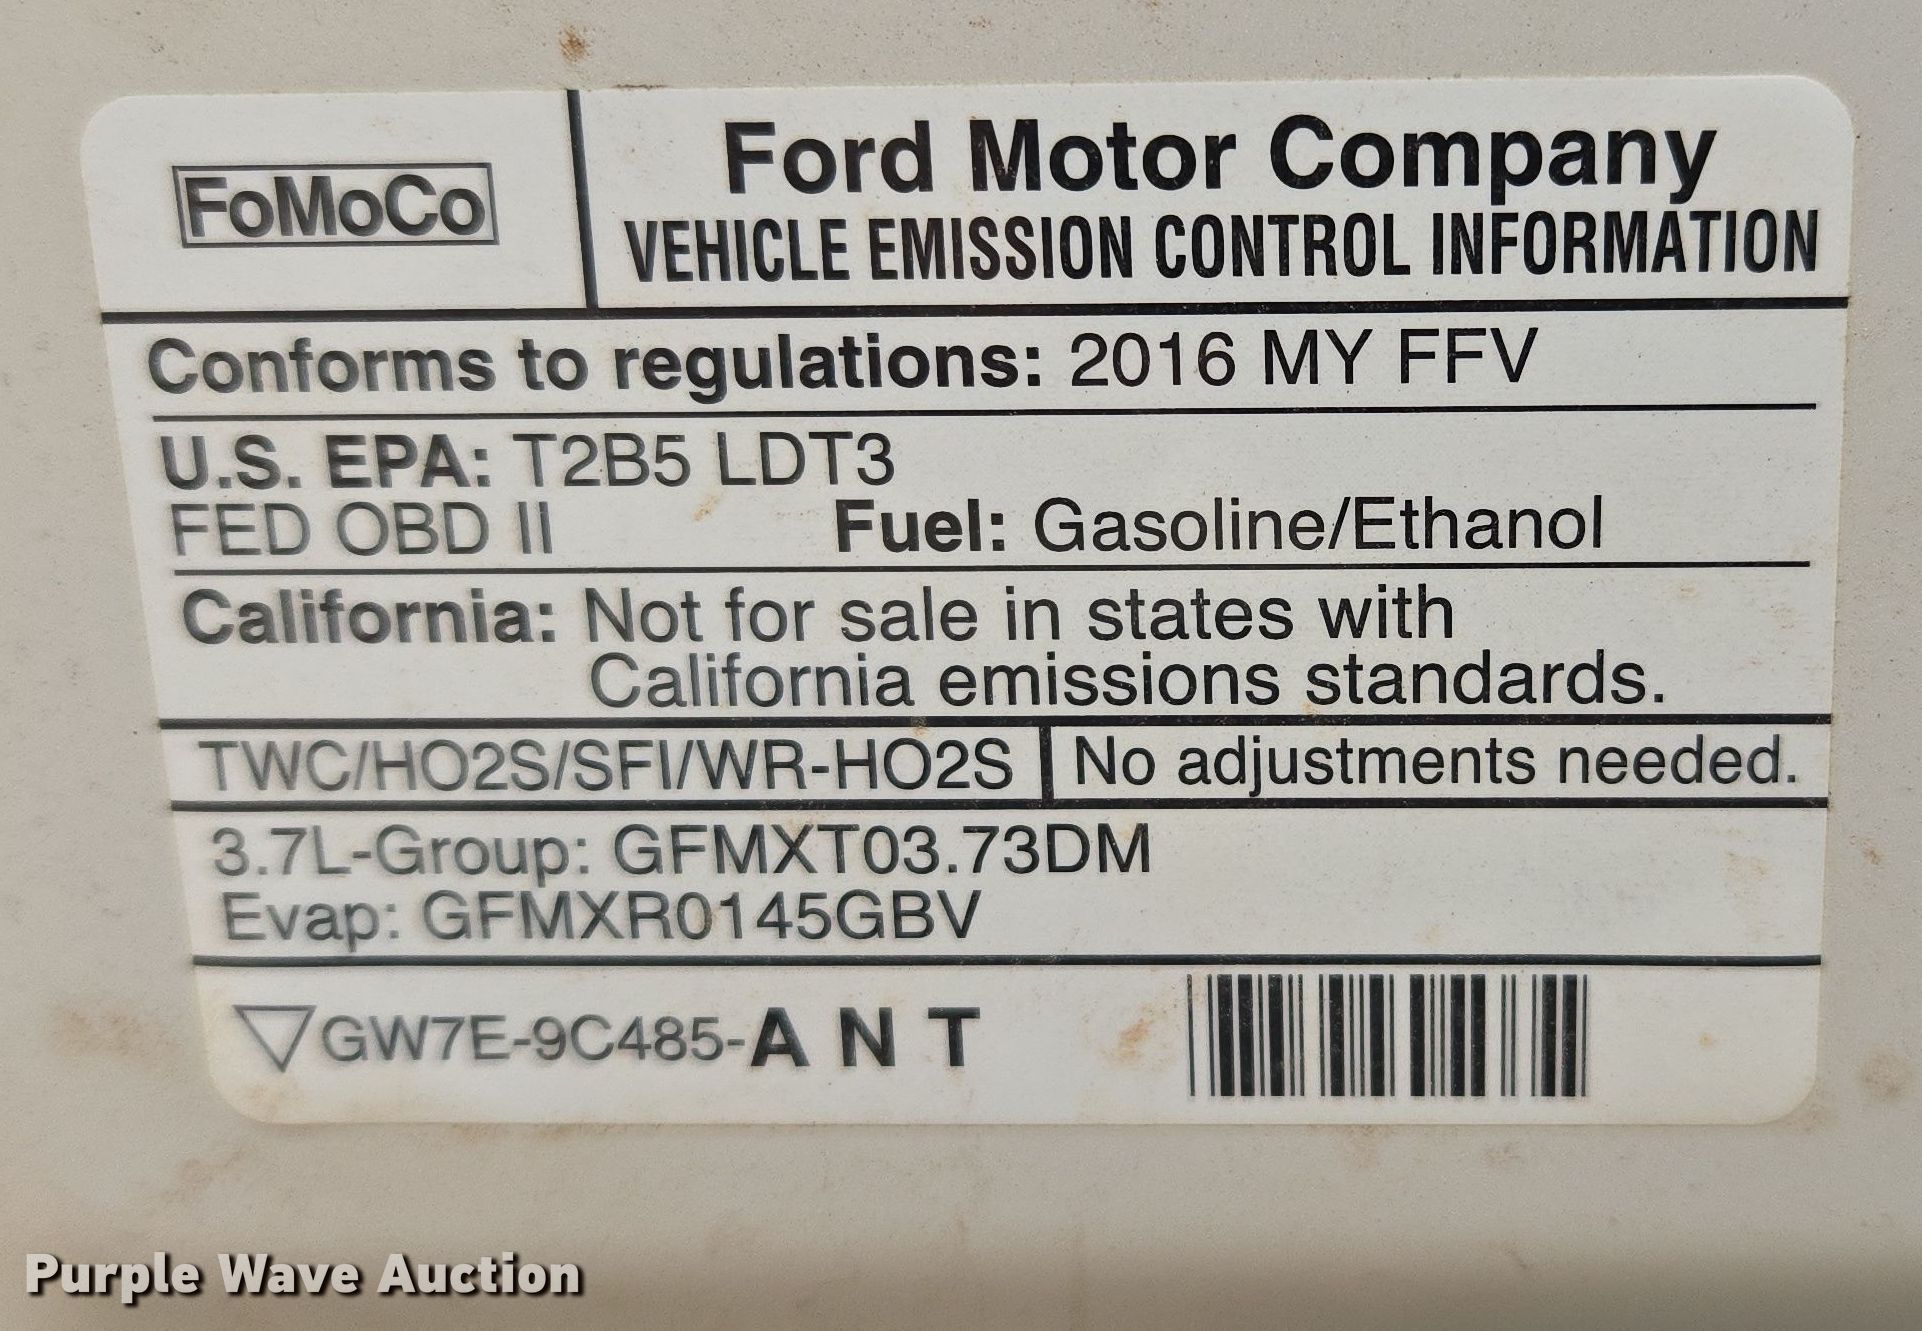 FoMoCo
Ford Motor Company
VEHICLE EMISSION CONTROL INFORMATION
Conforms to regulations: 2016 MY FFV
U.S. EPA: T2B5 LDT3
FED OBD II Fuel: Gasoline/Ethanol
California: Not for sale in states with
California emissions standards.
TWC/HO2S/SFI/WR-HO2S No adjustments needed.
3.7L-Group: GFMXT03.73DM
Evap: GFMXR0145GBV
GW7E-9C485-A N T
Purple Wave Auction